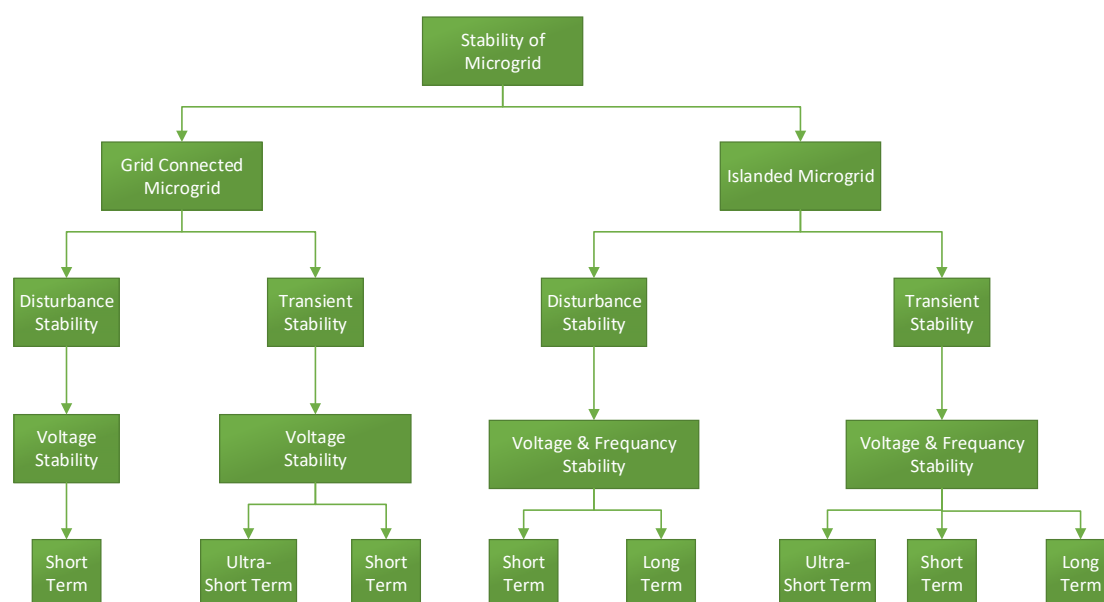 Stability of
Microgrid
Grid Connected
Microgrid
Islanded Microgrid
Disturbance
Stability
Transient
Stability
Disturbance
Stability
Transient
Stability
Voltage
Stability
Voltage
Stability
Voltage & Frequancy
Stability
Voltage & Frequancy
Stability
Short
Term
Ultra-
Short Term
Short
Term
Short
Term
Long
Term
Ultra-
Short Term
Short
Term
Long
Term